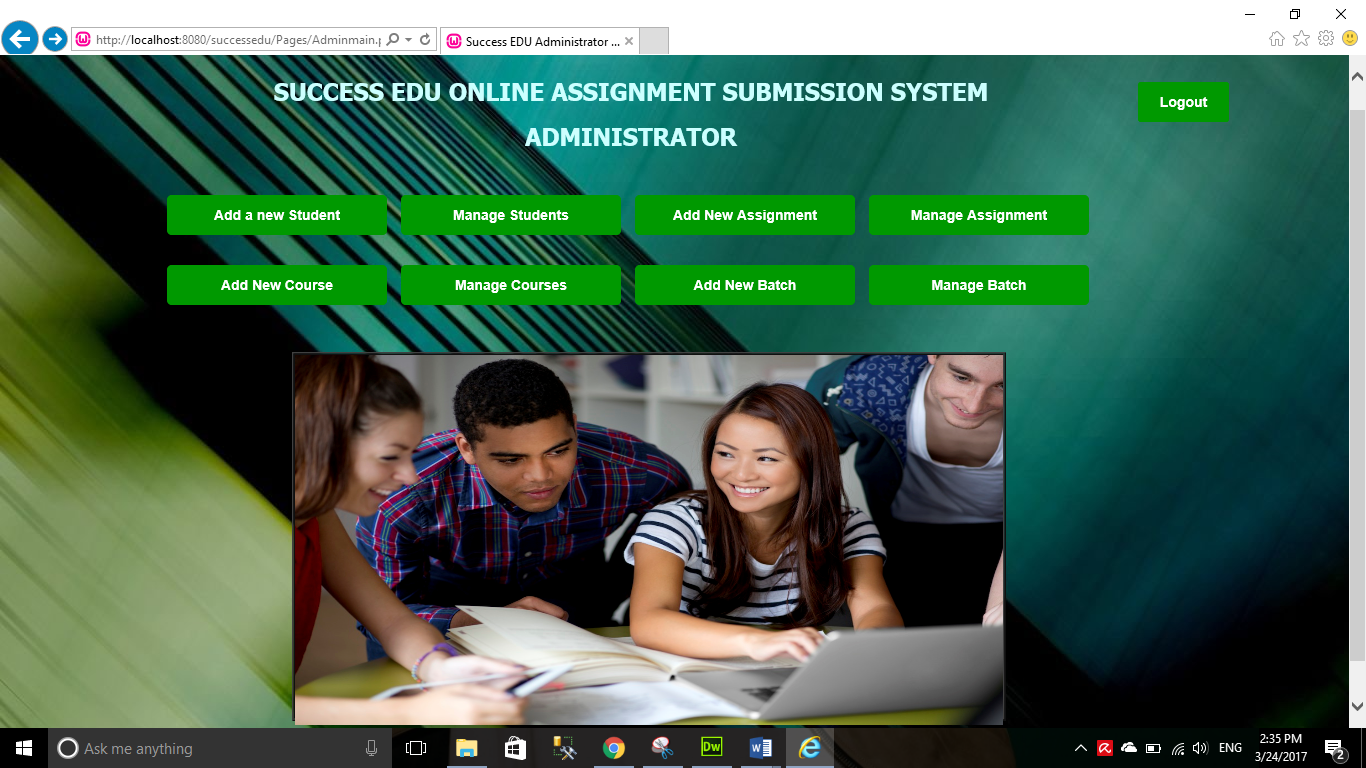 http://localhost:8080/successedu/Pages/Adminmain.p
Success EDU Administrator ...
SUCCESS EDU ONLINE ASSIGNMENT SUBMISSION SYSTEM
ADMINISTRATOR
Logout
Add a new Student
Manage Students
Add New Assignment
Manage Assignment
Add New Course
Manage Courses
Add New Batch
Manage Batch
Ask me anything
Dw
ENG
2:35 PM
3/24/2017
2